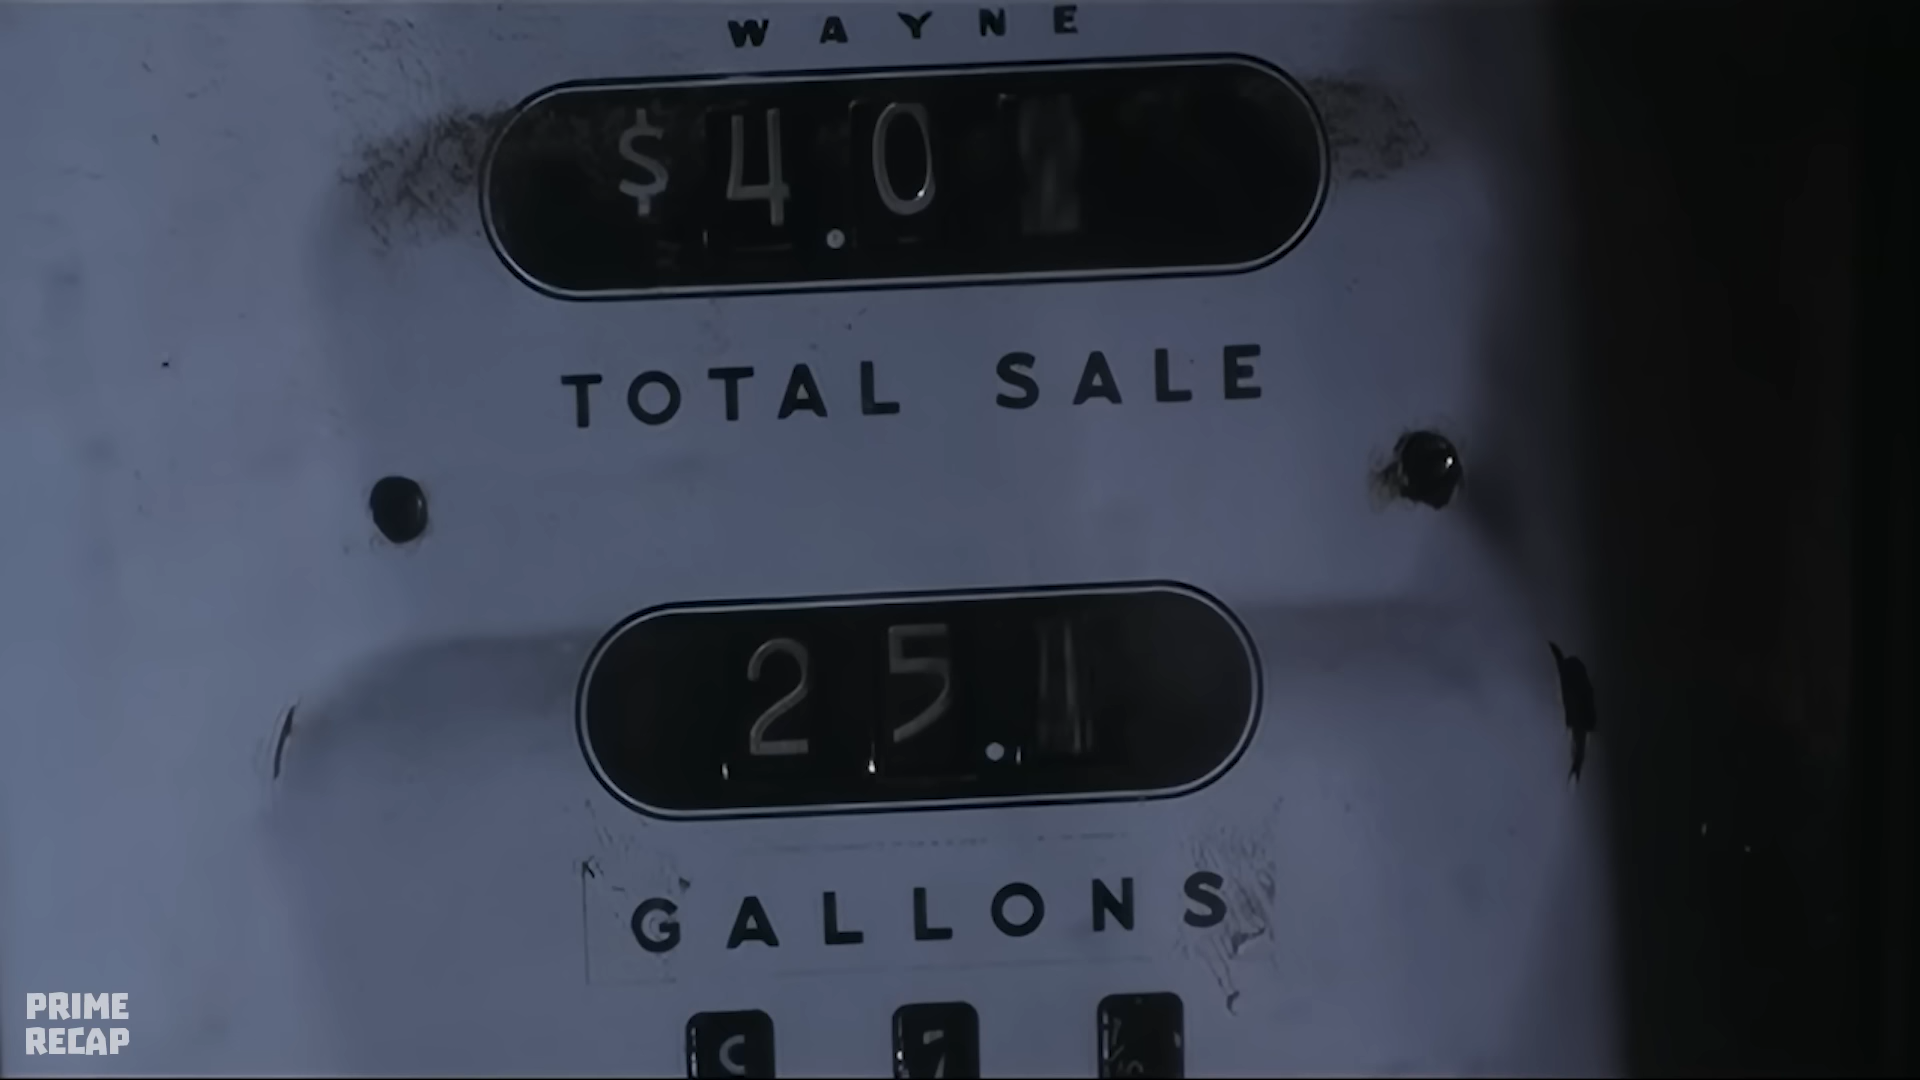 WAYNE
$4.0
TOTAL SALE
25.
GALLONS
PRIME
RECAP